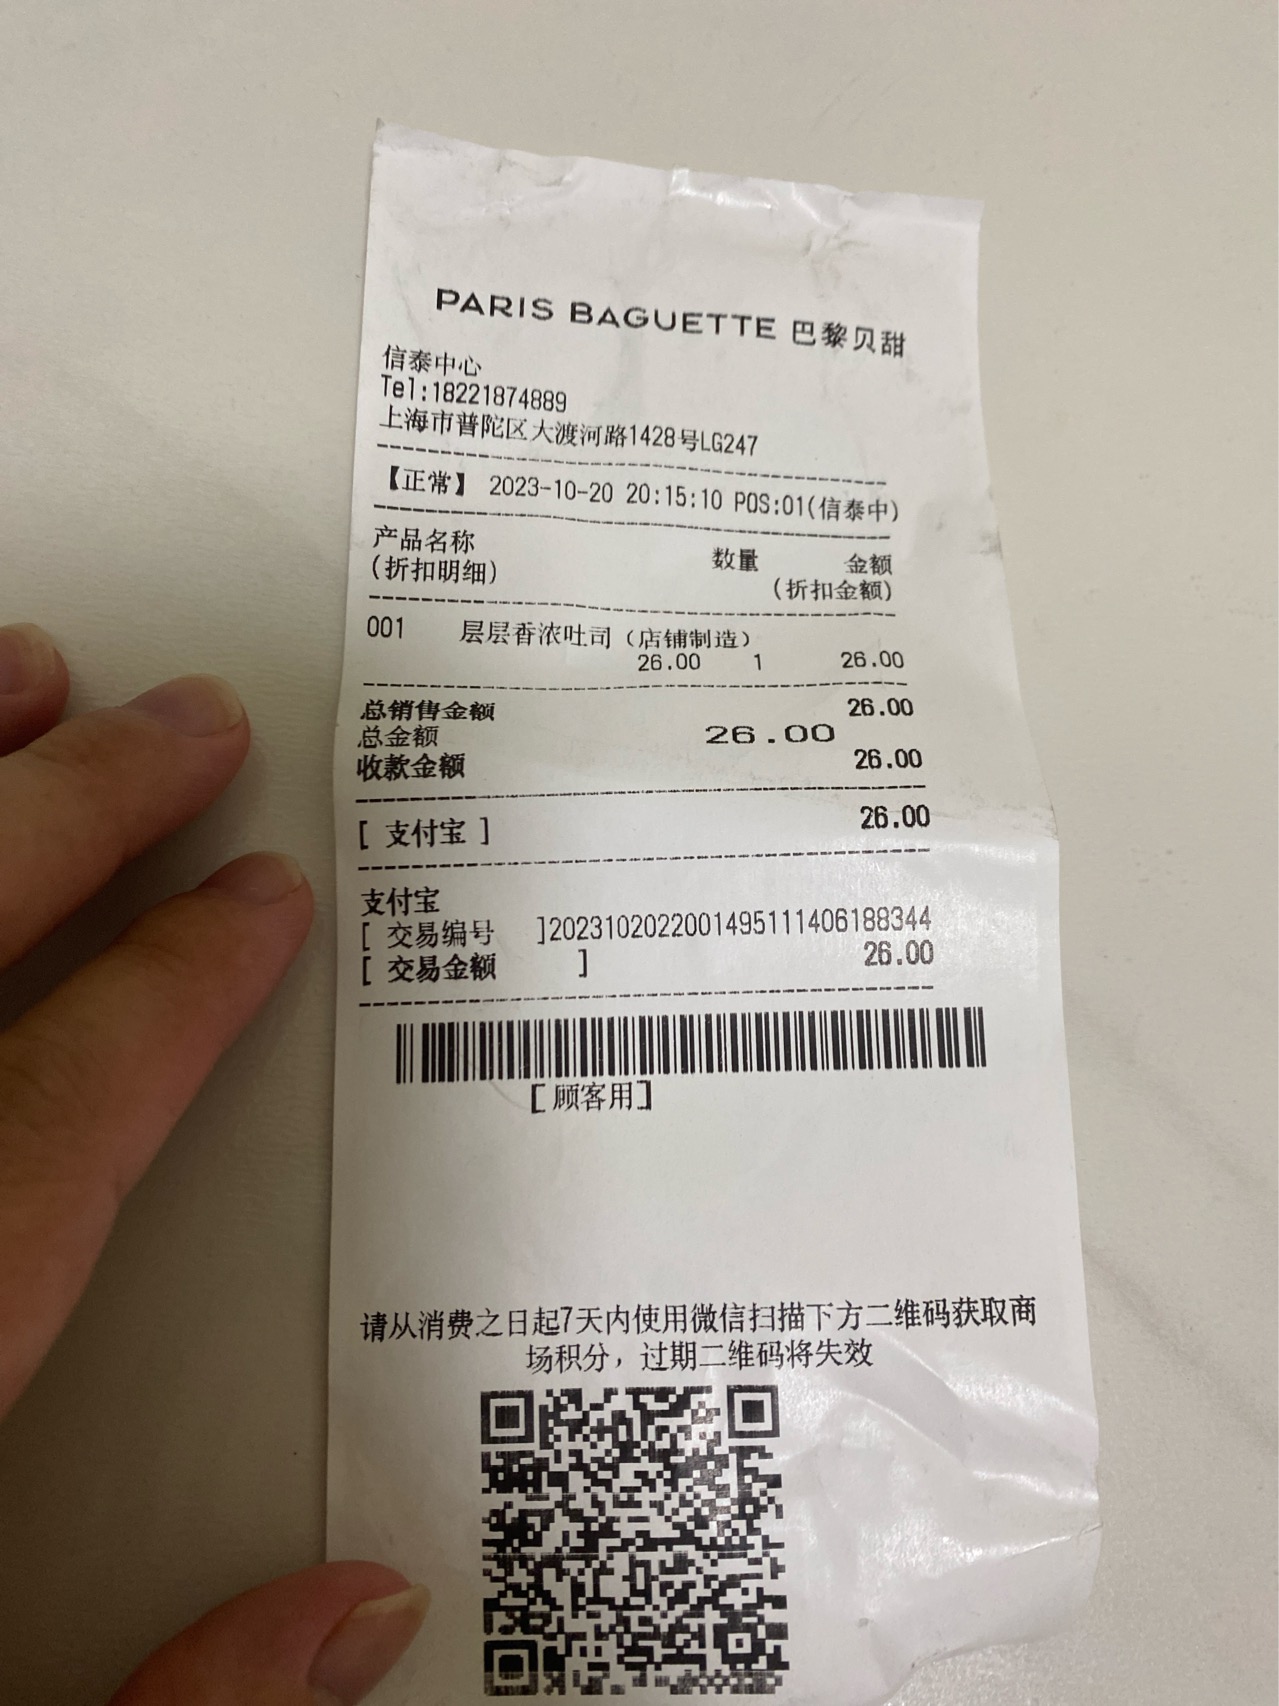 PARIS BAGUETTE 巴黎贝甜
信泰中心
Tel:18221874889
上海市普陀区大渡河路1428号LG247
【正常】 2023-10-20 20:15:10 POS:01(信泰中)
产品名称 数量 金额
(折扣明细) (折扣金额)
001 层层香浓吐司（店铺制造）
26.00 1 26.00
总销售金额 26.00
总金额 26.00
收款金额 26.00
[ 支付宝 ] 26.00
支付宝
[ 交易编号 ]2023102022001495111406188344
[ 交易金额 ] 26.00
[ 顾客用 ]
请从消费之日起7天内使用微信扫描下方二维码获取商
场积分，过期二维码将失效